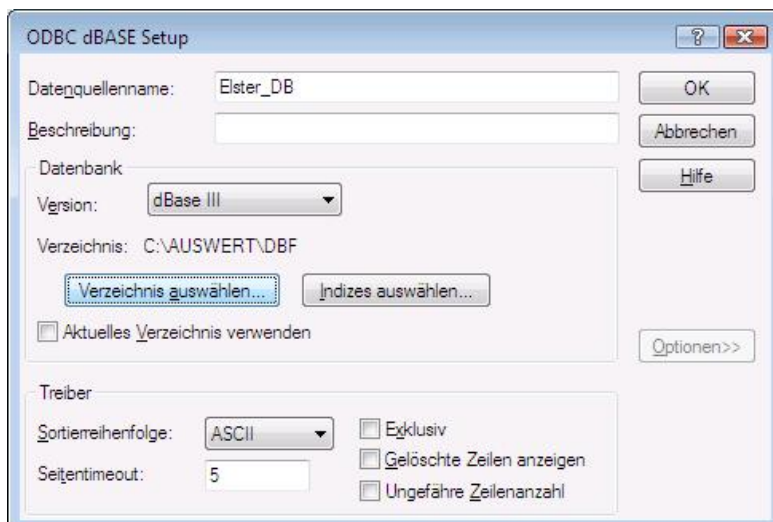 ODBC dBASE Setup
Datenquellenname: Elster_DB
OK
Beschreibung:
Abbrechen
Datenbank
Hilfe
Version: dBase III
Verzeichnis: C:\AUSWERT\DBF
Verzeichnis auswählen... Indizes auswählen...
Aktuelles Verzeichnis verwenden
Optionen>>
Treiber
Sortierreihenfolge: ASCII
Exklusiv
Gelöschte Zeilen anzeigen
Seitentimeout: 5
Ungefähre Zeilenanzahl